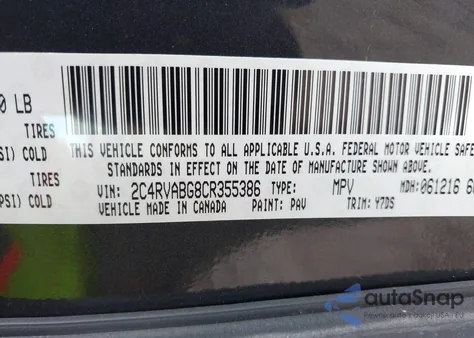 0 LB
TIRES
SI) COLD
TIRES
PSI) COLD
THIS VEHICLE CONFORMS TO ALL APPLICABLE U.S.A. FEDERAL MOTOR VEHICLE SAFE
STANDARDS IN EFFECT ON THE DATE OF MANUFACTURE SHOWN ABOVE.
VIN: 2C4RVABG8CR355386 TYPE: MPV MDH: 061216 6
VEHICLE MADE IN CANADA PAINT: PAV TRIM: Y7DS
autoSnap